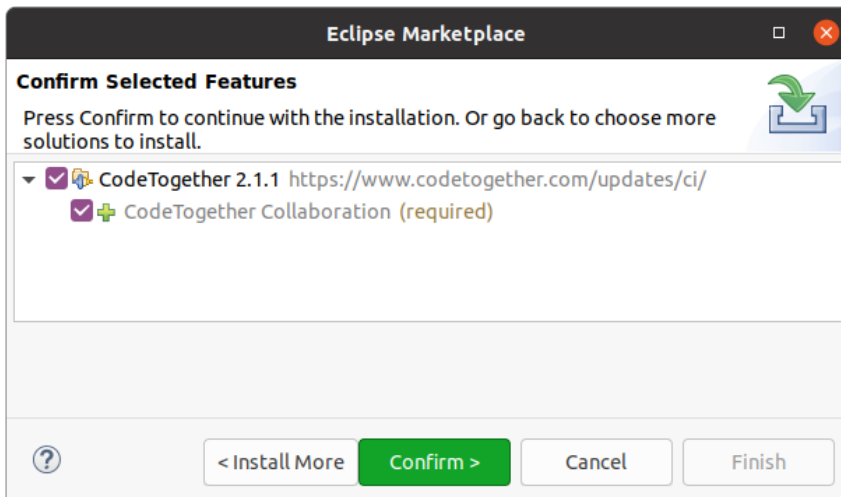 Eclipse Marketplace
Confirm Selected Features
Press Confirm to continue with the installation. Or go back to choose more
solutions to install.
CodeTogether 2.1.1 https://www.codetogether.com/updates/ci/
CodeTogether Collaboration (required)
< Install More Confirm > Cancel Finish